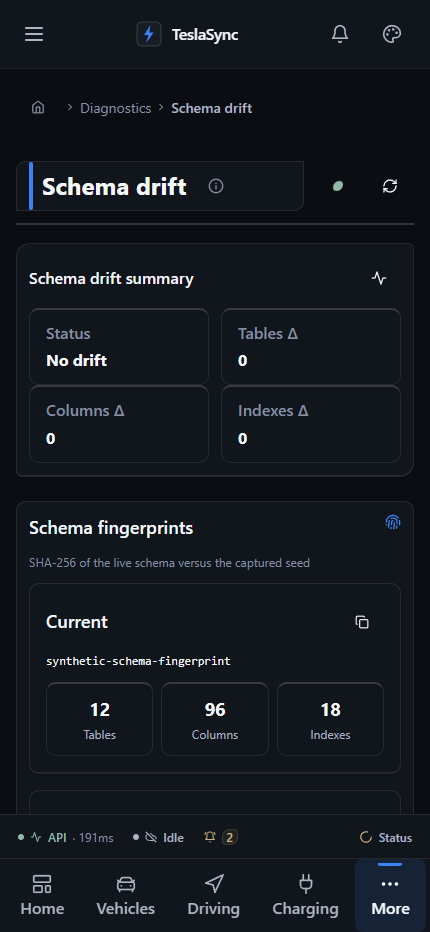 TeslaSync
Diagnostics Schema drift
Schema drift
Schema drift summary
Status
No drift
Tables Δ
0
Columns Δ
0
Indexes Δ
0
Schema fingerprints
SHA-256 of the live schema versus the captured seed
Current
synthetic-schema-fingerprint
12
Tables
96
Columns
18
Indexes
API · 191ms Idle 2 Status
Home Vehicles Driving Charging More